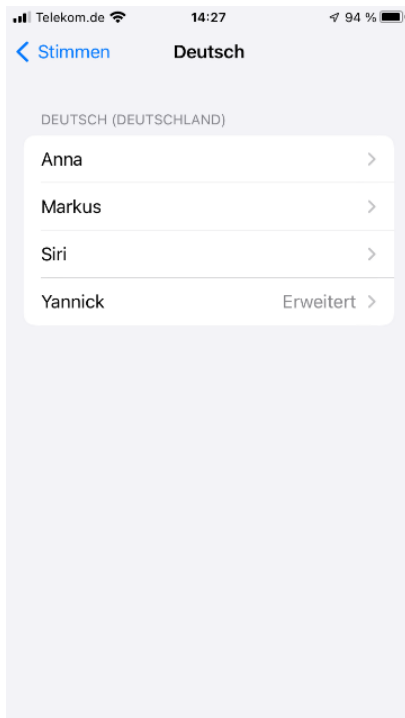 Telekom.de 14:27 94 %
Stimmen Deutsch
DEUTSCH (DEUTSCHLAND)
Anna
Markus
Siri
Yannick Erweitert